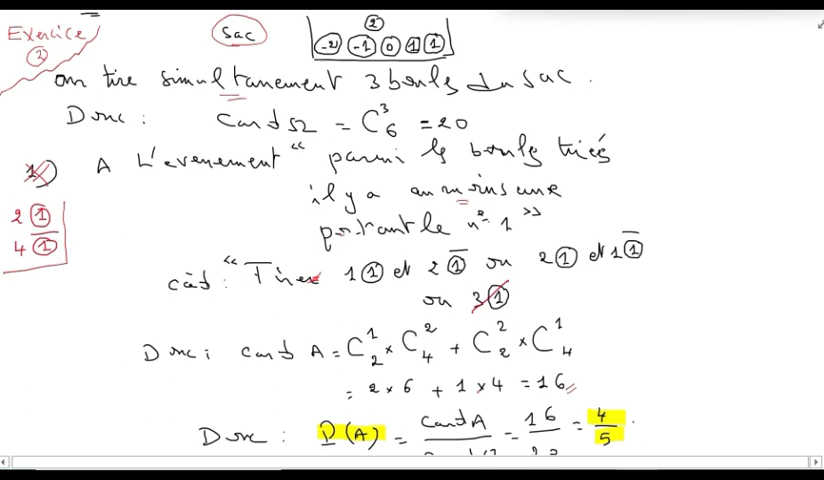 Exercice Sac 2
2 -2 -1 0 1 1
on tire simultanement 3 boules du sac.
Donc : Card Ω = C₆³ = 20
1) A L'evenement " parmi les boules tirées
il y a au moins une
portant le n° 1 "
2 ①
4 ①̅
càd : " Tirer 1 ① et 2 ①̅ ou 2 ① et 1 ①̅
ou 3 ①
Donc : card A = C₂¹ × C₄² + C₂² × C₄¹
= 2 × 6 + 1 × 4 = 16
Donc : P(A) = cardA = 16 = 4/5